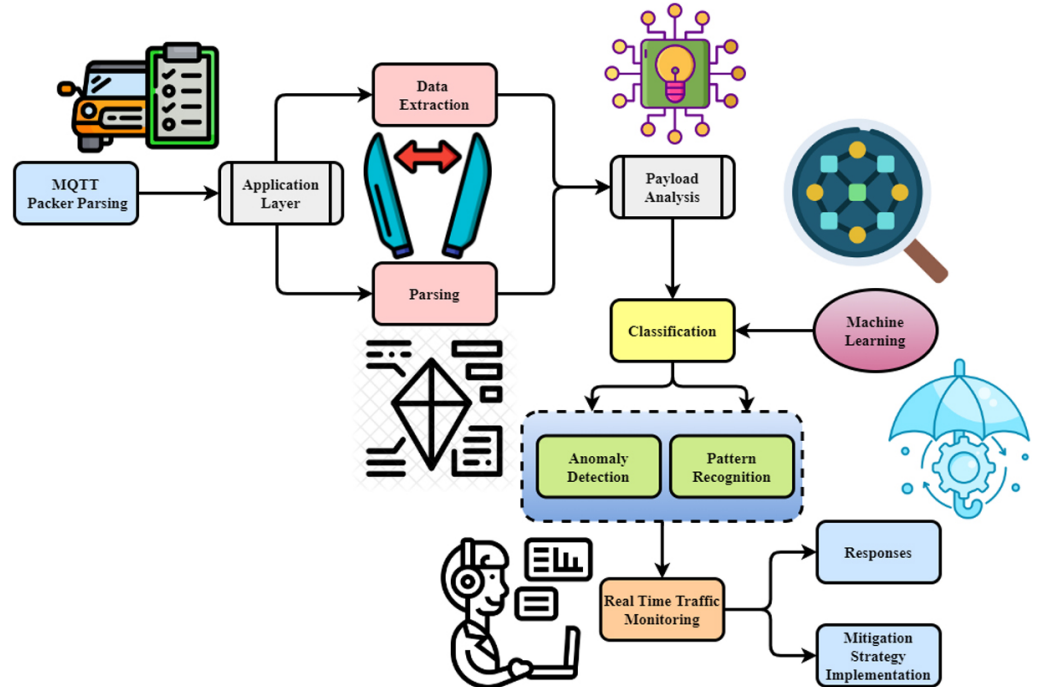 MQTT
Packer Parsing
Application
Layer
Data
Extraction
Parsing
Payload
Analysis
Classification
Machine
Learning
Anomaly
Detection
Pattern
Recognition
Real Time Traffic
Monitoring
Responses
Mitigation
Strategy
Implementation